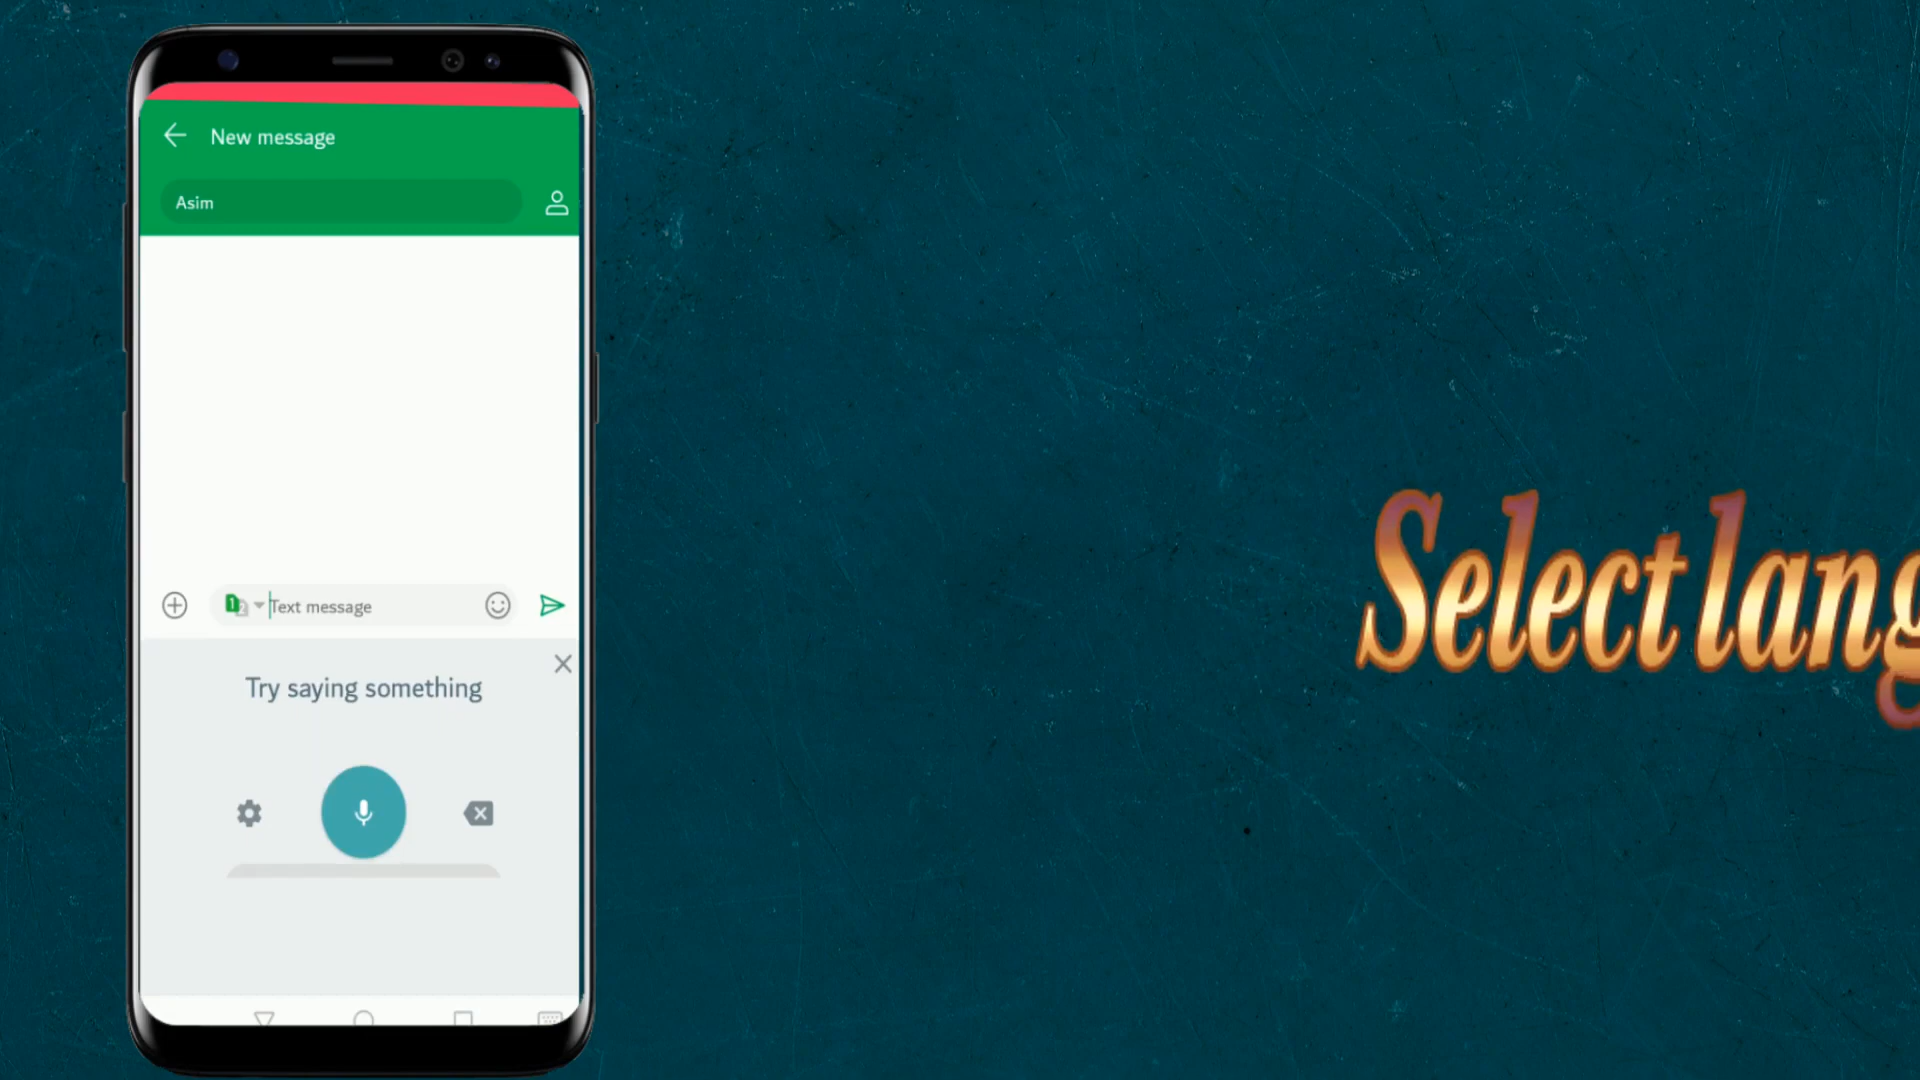 New message
Asim
Text message
Try saying something
Select lang